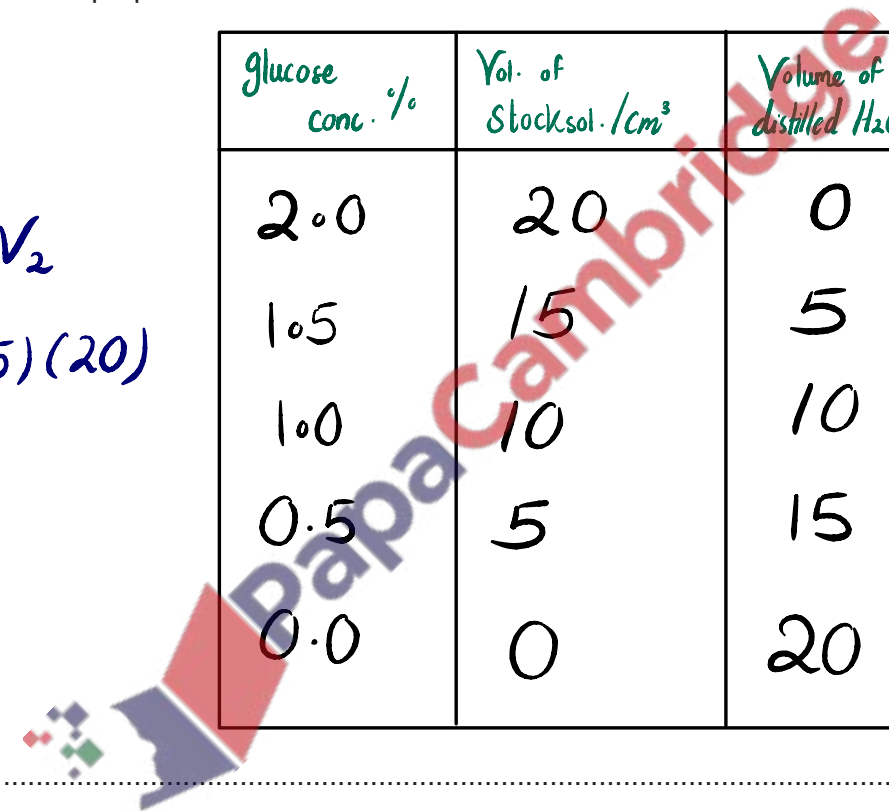 glucose conc. %
Vol. of Stock sol. /cm³
Volume of distilled H2
V₂
5)(20)
2.0 20 0
1.5 15 5
1.0 10 10
0.5 5 15
0.0 0 20
PapaCambridge